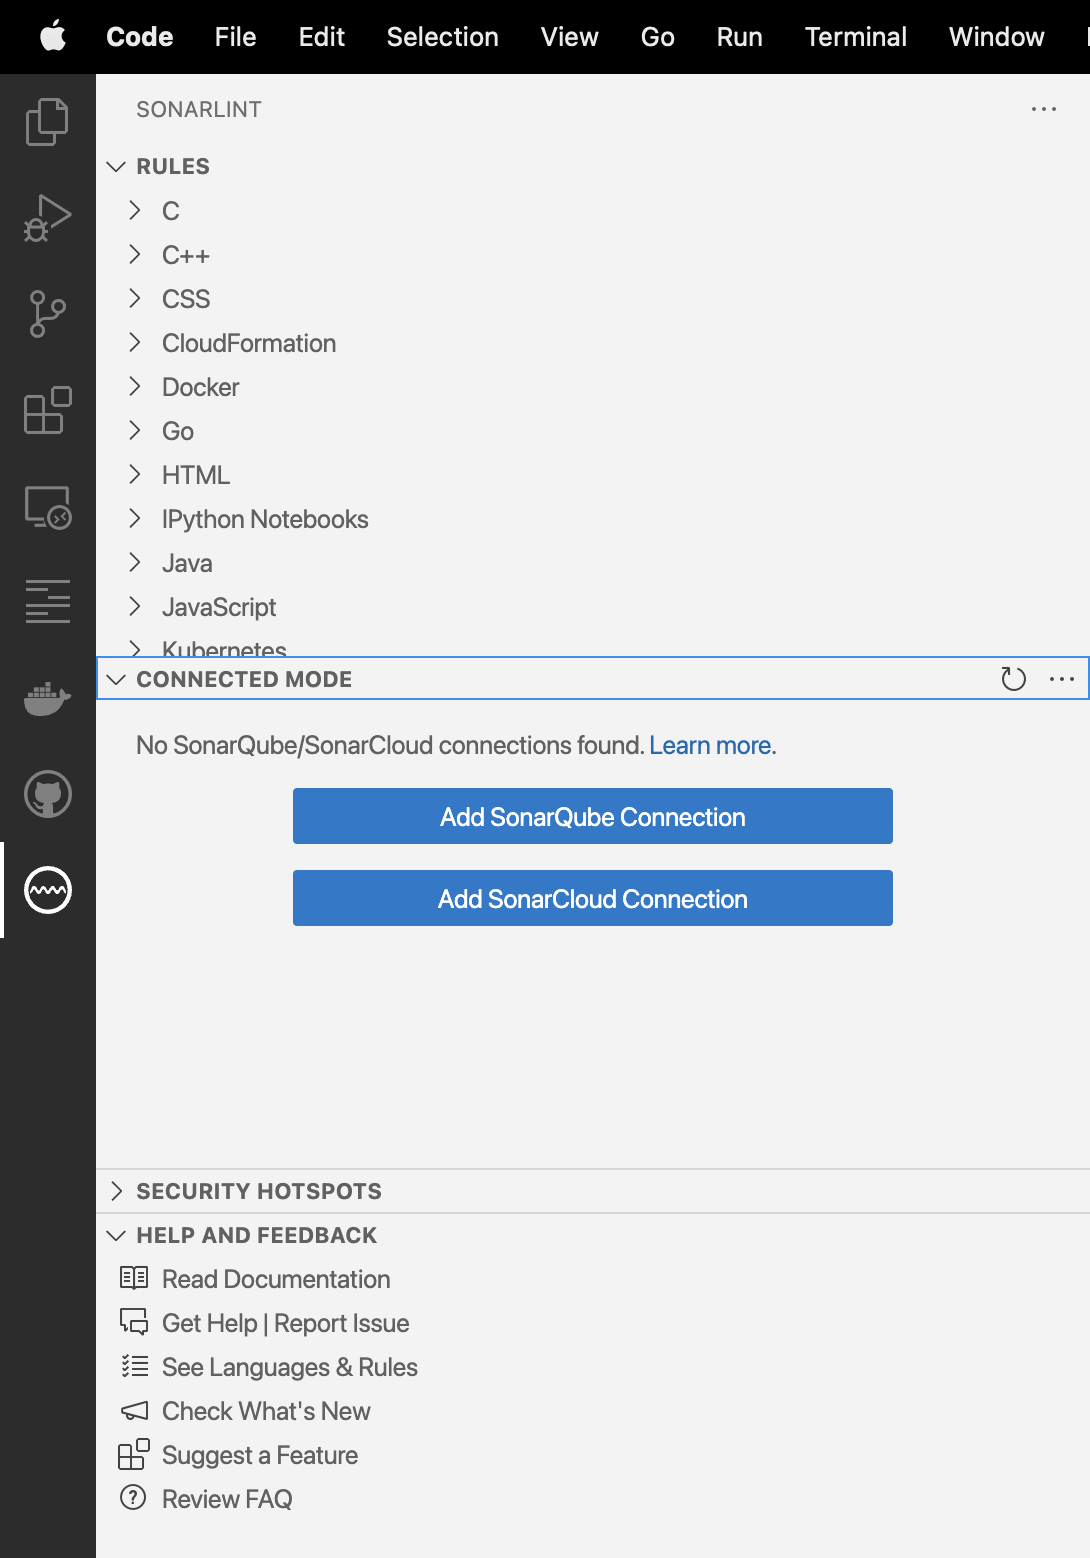 Code File Edit Selection View Go Run Terminal Window
SONARLINT
RULES
C
C++
CSS
CloudFormation
Docker
Go
HTML
IPython Notebooks
Java
JavaScript
Kubernetes
CONNECTED MODE
No SonarQube/SonarCloud connections found. Learn more.
Add SonarQube Connection
Add SonarCloud Connection
SECURITY HOTSPOTS
HELP AND FEEDBACK
Read Documentation
Get Help | Report Issue
See Languages & Rules
Check What's New
Suggest a Feature
Review FAQ